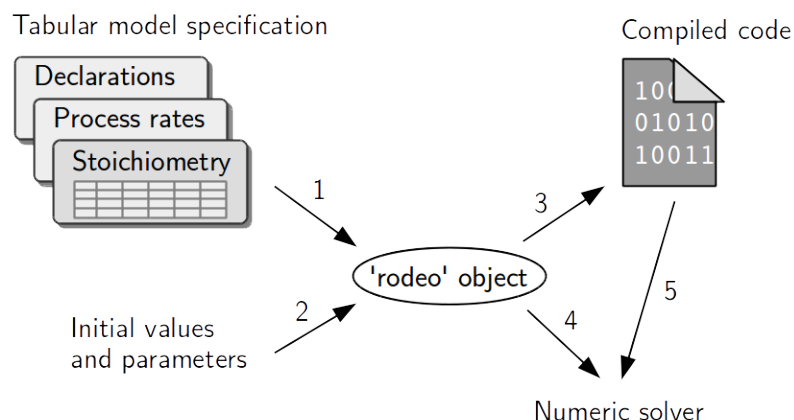 Tabular model specification
Compiled code
Declarations
Process rates
Stoichiometry
10
01010
10011
1
3
'rodeo' object
2
5
Initial values
and parameters
4
Numeric solver